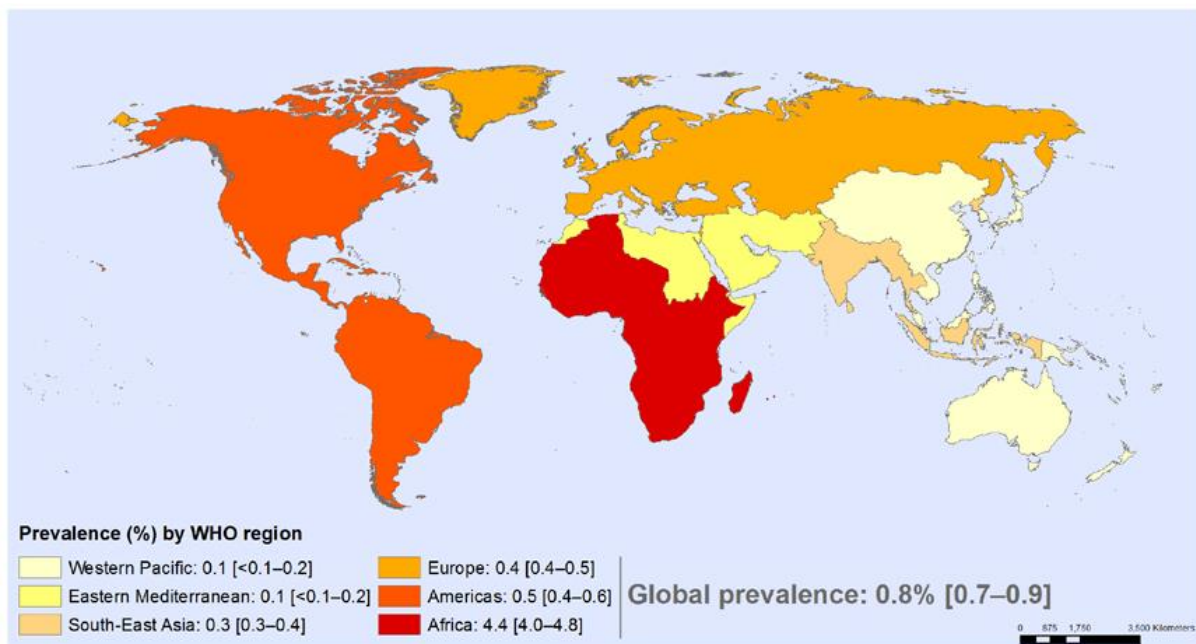 Prevalence (%) by WHO region
Western Pacific: 0.1 [<0.1–0.2]
Eastern Mediterranean: 0.1 [<0.1–0.2]
South-East Asia: 0.3 [0.3–0.4]
Europe: 0.4 [0.4–0.5]
Americas: 0.5 [0.4–0.6]
Africa: 4.4 [4.0–4.8]
Global prevalence: 0.8% [0.7–0.9]
0 875 1,750 3,500 Kilometers